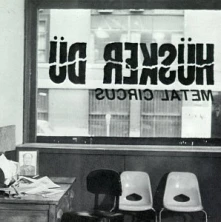 HÜSKER DÜ
METAL CIRCUS